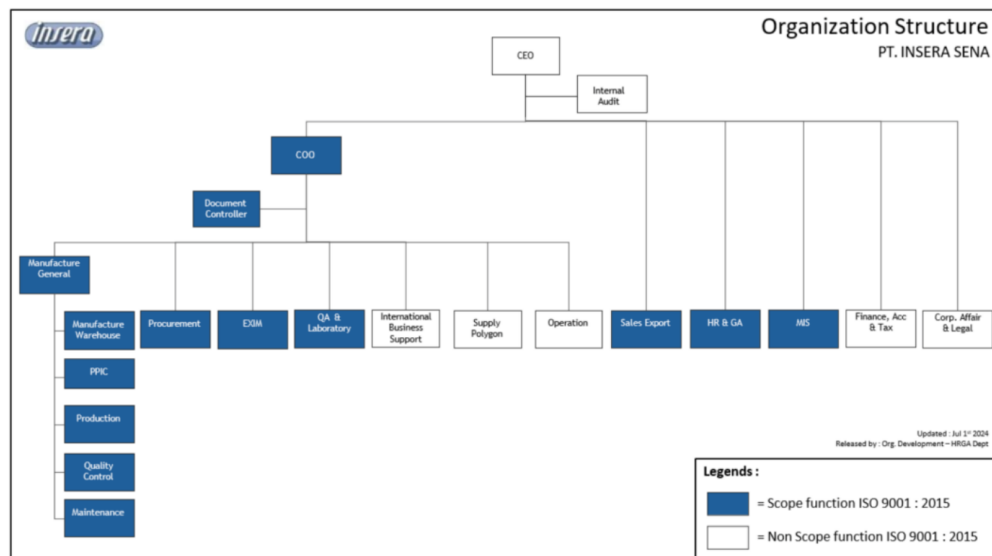 insera
Organization Structure
PT. INSERA SENA
CEO
Internal
Audit
COO
Document
Controller
Manufacture
General
Manufacture
Warehouse
Procurement
EXIM
QA &
Laboratory
International
Business
Support
Supply
Polygon
Operation
Sales Export
HR & GA
MIS
Finance, Acc
& Tax
Corp. Affair
& Legal
PPIC
Production
Quality
Control
Maintenance
Updated : Jul 1st 2024
Released by : Org. Development – HRGA Dept
Legends :
= Scope function ISO 9001 : 2015
= Non Scope function ISO 9001 : 2015